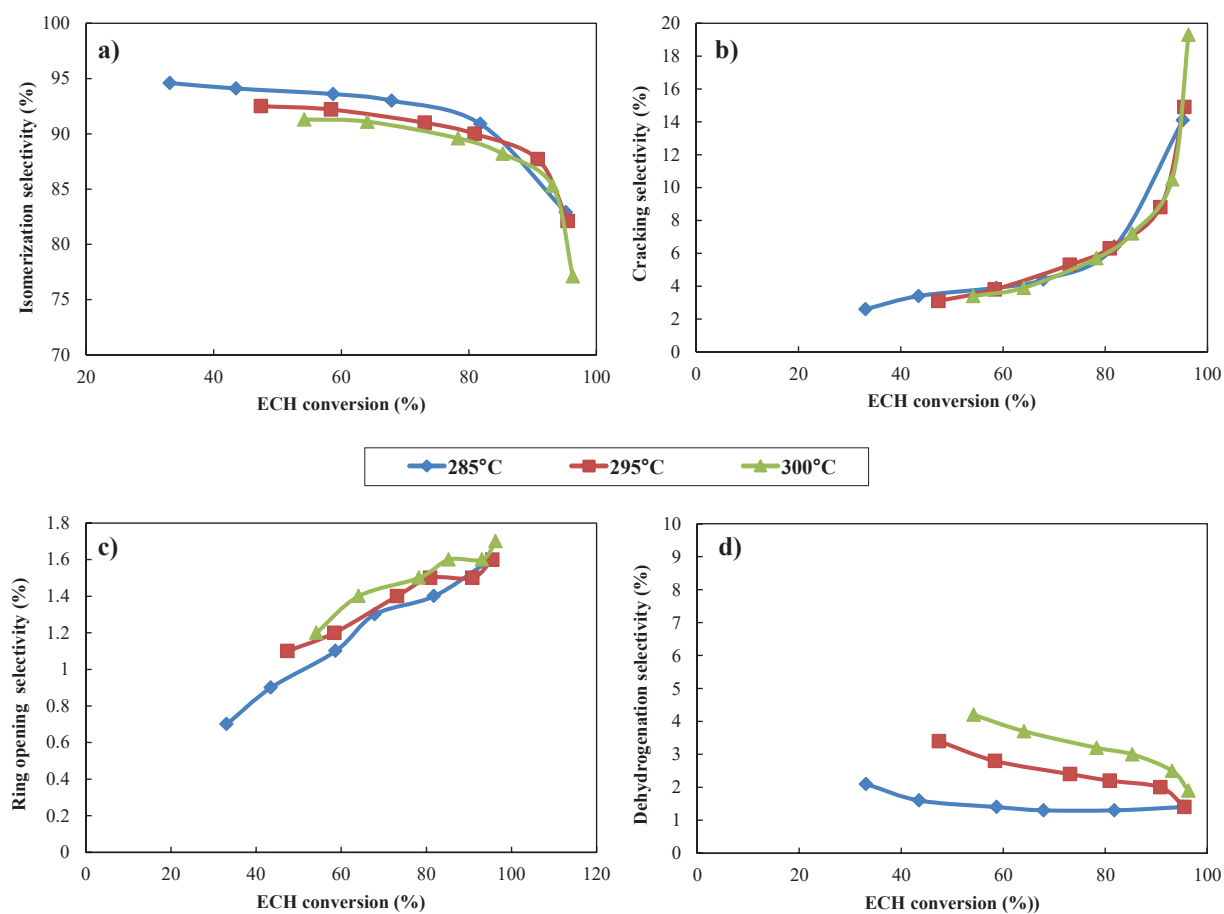 a)
Isomerization selectivity (%)
100
95
90
85
80
75
70
20 40 60 80 100
ECH conversion (%)
b)
Cracking selectivity (%)
20
18
16
14
12
10
8
6
4
2
0
0 20 40 60 80 100
ECH conversion (%)
285°C 295°C 300°C
c)
Ring opening selectivity (%)
1.8
1.6
1.4
1.2
1
0.8
0.6
0.4
0.2
0
0 20 40 60 80 100 120
ECH conversion (%)
d)
Dehydrogenation selectivity (%)
10
9
8
7
6
5
4
3
2
1
0
0 20 40 60 80 100
ECH conversion (%))